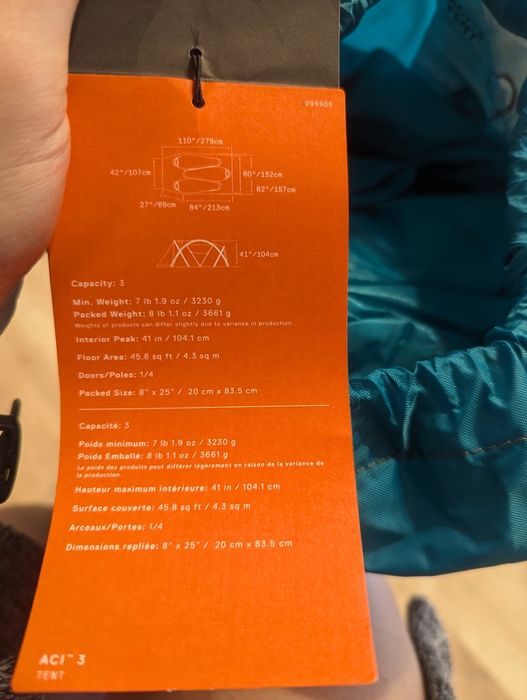 TENT
098906
110"/279cm
42"/107cm
60"/152cm
62"/157cm
27"/69cm
84"/213cm
41"/104cm
Capacity: 3
Min. Weight: 7 lb 1.9 oz / 3230 g
Packed Weight: 8 lb 1.1 oz / 3661 g
Weights of products can differ slightly due to variance in production.
Interior Peak: 41 in / 104.1 cm
Floor Area: 45.8 sq ft / 4.3 sq m
Doors/Poles: 1/4
Packed Size: 8" x 25" / 20 cm x 83.5 cm
Capacité: 3
Poids minimum: 7 lb 1.9 oz / 3230 g
Poids Emballé: 8 lb 1.1 oz / 3661 g
Le poids des produits peut différer légèrement en raison de la variance de
la production.
Hauteur maximum intérieure: 41 in / 104.1 cm
Surface couverte: 45.8 sq ft / 4.3 sq m
Arceaux/Portes: 1/4
Dimensions repliée: 8" x 25" / 20 cm x 83.5 cm
ACI™ 3
TENT